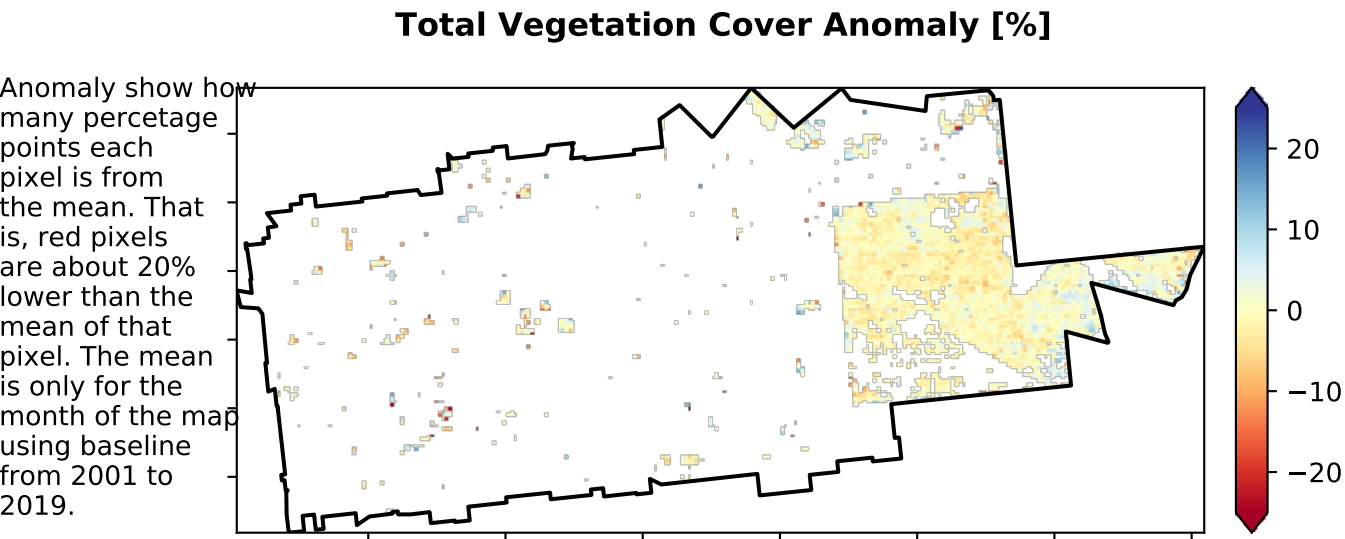 Total Vegetation Cover Anomaly [%]
Anomaly show how
many percetage
points each
pixel is from
the mean. That
is, red pixels
are about 20%
lower than the
mean of that
pixel. The mean
is only for the
month of the map
using baseline
from 2001 to
2019.
20
10
0
−10
−20